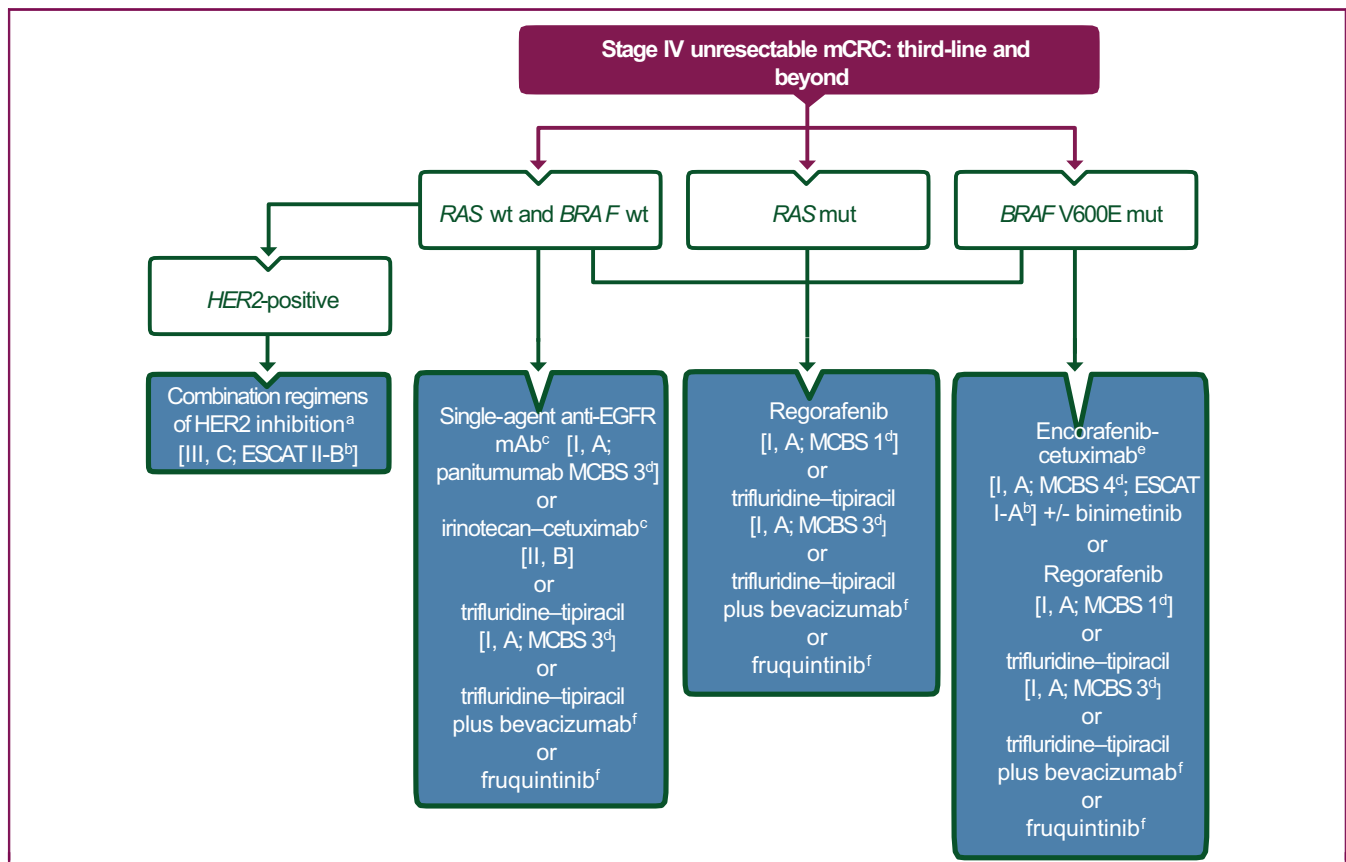 Stage IV unresectable mCRC: third-line and
beyond
RAS wt and BRA F wt
RAS mut
BRAF V600E mut
HER2-positive
Combination regimens
of HER2 inhibitionᵃ
[III, C; ESCAT II-Bᵇ]
Single-agent anti-EGFR
mAbᶜ [I, A;
panitumumab MCBS 3ᵈ]
or
irinotecan–cetuximabᶜ
[II, B]
or
trifluridine–tipiracil
[I, A; MCBS 3ᵈ]
or
trifluridine–tipiracil
plus bevacizumabᶠ
or
fruquintinibᶠ
Regorafenib
[I, A; MCBS 1ᵈ]
or
trifluridine–tipiracil
[I, A; MCBS 3ᵈ]
or
trifluridine–tipiracil
plus bevacizumabᶠ
or
fruquintinibᶠ
Encorafenib-
cetuximabᵉ
[I, A; MCBS 4ᵈ; ESCAT
I-Aᵇ] +/- binimetinib
or
Regorafenib
[I, A; MCBS 1ᵈ]
or
trifluridine–tipiracil
[I, A; MCBS 3ᵈ]
or
trifluridine–tipiracil
plus bevacizumabᶠ
or
fruquintinibᶠ